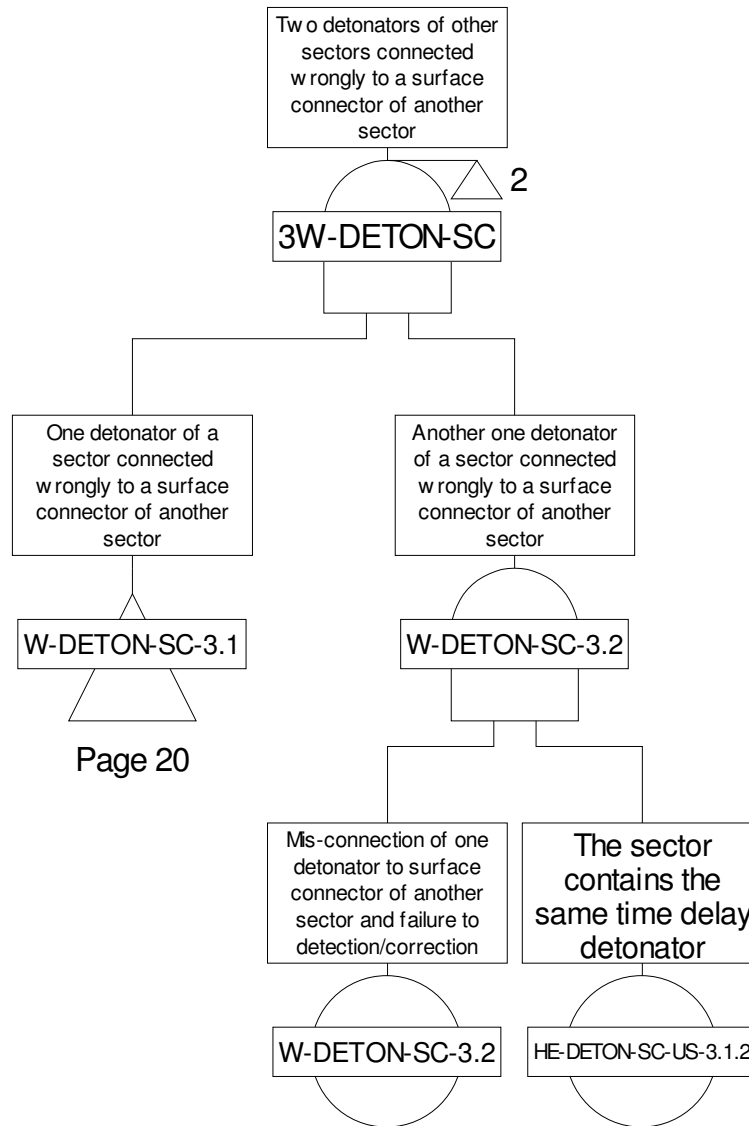 Two detonators of other
sectors connected
wrongly to a surface
connector of another
sector
2
3W-DETON-SC
One detonator of a
sector connected
wrongly to a surface
connector of another
sector
Another one detonator
of a sector connected
wrongly to a surface
connector of another
sector
W-DETON-SC-3.1
W-DETON-SC-3.2
Page 20
Mis-connection of one
detonator to surface
connector of another
sector and failure to
detection/correction
The sector
contains the
same time delay
detonator
W-DETON-SC-3.2
HE-DETON-SC-US-3.1.2